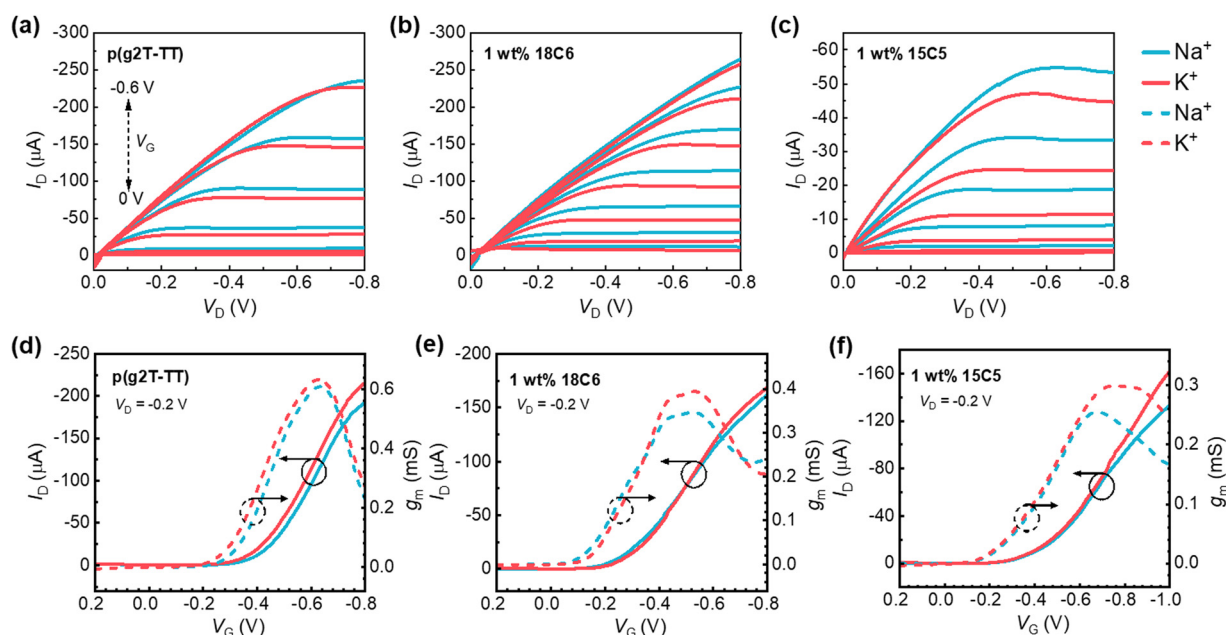 (a)
p(g2T-TT)
-0.6 V
V_G
0 V
-300
-250
-200
-150
-100
-50
0
I_D (µA)
0.0 -0.2 -0.4 -0.6 -0.8
V_D (V)
(b)
1 wt% 18C6
-300
-250
-200
-150
-100
-50
0
I_D (µA)
0.0 -0.2 -0.4 -0.6 -0.8
V_D (V)
(c)
1 wt% 15C5
-60
-50
-40
-30
-20
-10
0
I_D (µA)
0.0 -0.2 -0.4 -0.6 -0.8
V_D (V)
Na⁺
K⁺
Na⁺
K⁺
(d)
p(g2T-TT)
V_D = -0.2 V
-250
-200
-150
-100
-50
0
I_D (µA)
0.6
0.4
0.2
0.0
g_m (mS)
0.2 0.0 -0.2 -0.4 -0.6 -0.8
V_G (V)
(e)
1 wt% 18C6
V_D = -0.2 V
-200
-150
-100
-50
0
I_D (µA)
0.4
0.3
0.2
0.1
0.0
g_m (mS)
0.2 0.0 -0.2 -0.4 -0.6 -0.8
V_G (V)
(f)
1 wt% 15C5
V_D = -0.2 V
-160
-120
-80
-40
0
I_D (µA)
0.3
0.2
0.1
0.0
g_m (mS)
0.2 0.0 -0.2 -0.4 -0.6 -0.8 -1.0
V_G (V)